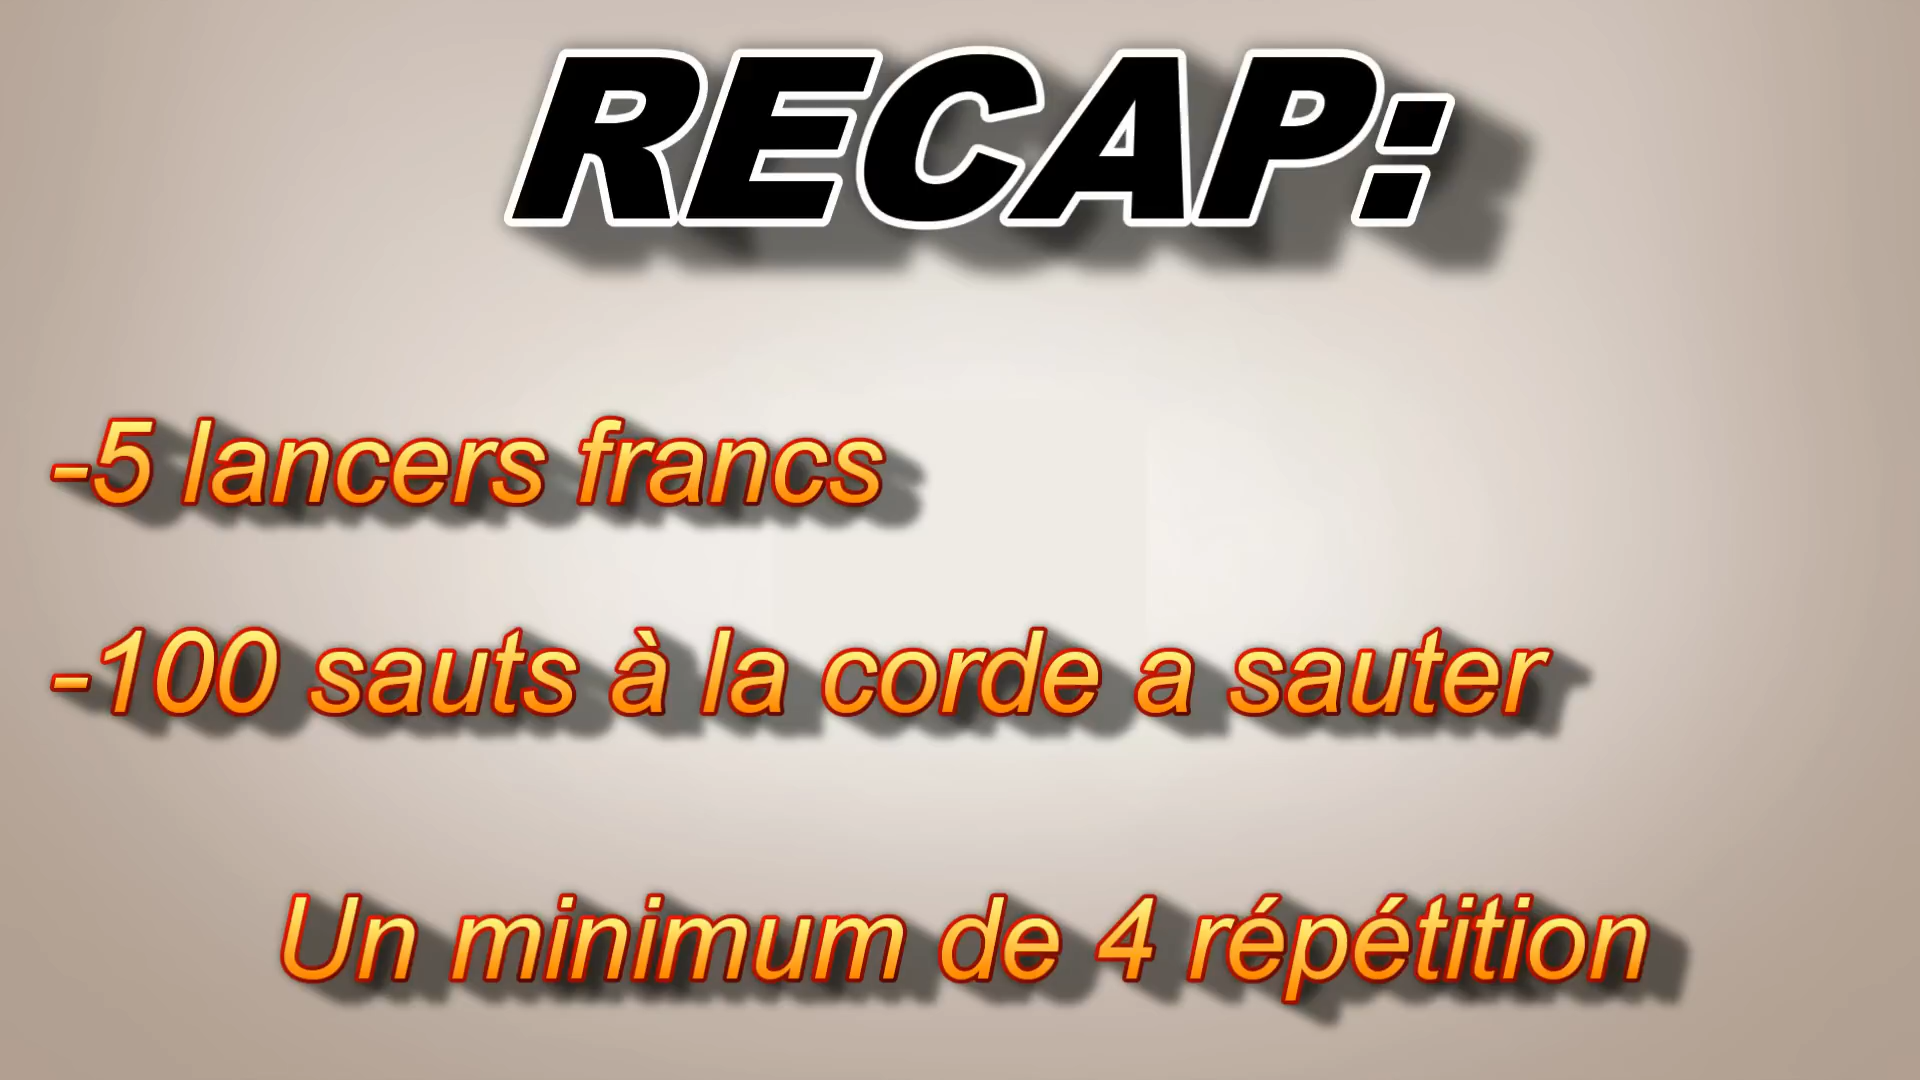 RECAP:
-5 lancers francs
-100 sauts à la corde a sauter
Un minimum de 4 répétition